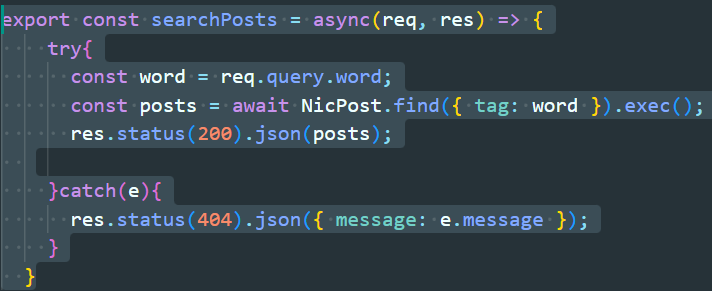 export const searchPosts = async(req, res) => {
try{
const word = req.query.word;
const posts = await NicPost.find({ tag: word }).exec();
res.status(200).json(posts);
}catch(e){
res.status(404).json({ message: e.message });
}
}